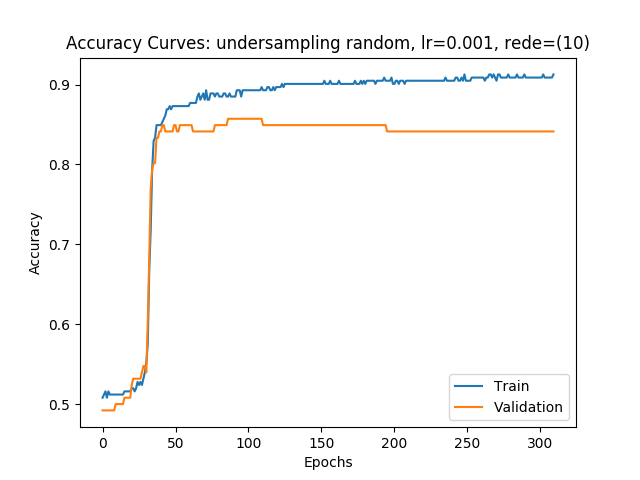 Accuracy Curves: undersampling random, lr=0.001, rede=(10)
0.9
0.8
0.7
0.6
0.5
Accuracy
0 50 100 150 200 250 300
Epochs
Train
Validation